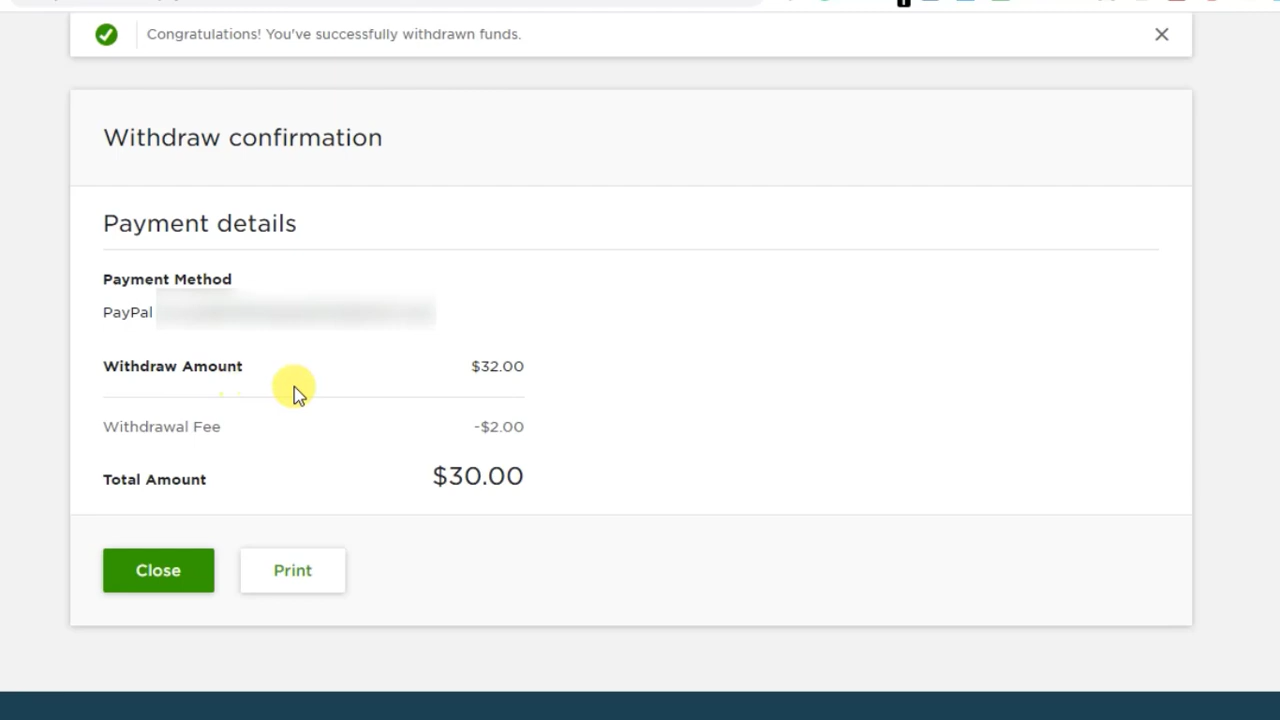 Congratulations! You've successfully withdrawn funds.
Withdraw confirmation
Payment details
Payment Method
PayPal
Withdraw Amount $32.00
Withdrawal Fee -$2.00
Total Amount $30.00
Close Print